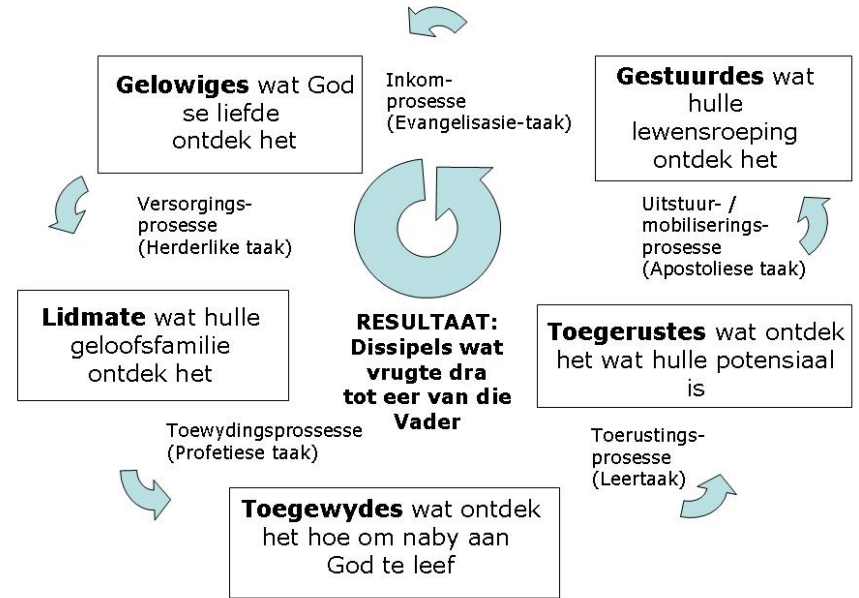 Gelowiges wat God
se liefde
ontdek het
Inkom-
prosesse
(Evangelisasie-taak)
Gestuurdes wat
hulle
lewensroeping
ontdek het
Versorgings-
prosesse
(Herderlike taak)
Uitstuur- /
mobiliserings-
prosesse
(Apostoliese taak)
Lidmate wat hulle
geloofsfamilie
ontdek het
RESULTAAT:
Dissipels wat
vrugte dra
tot eer van die
Vader
Toegerustes wat ontdek
het wat hulle potensiaal
is
Toewydingsprossesse
(Profetiese taak)
Toerustings-
prosesse
(Leertaak)
Toegewydes wat ontdek
het hoe om naby aan
God te leef